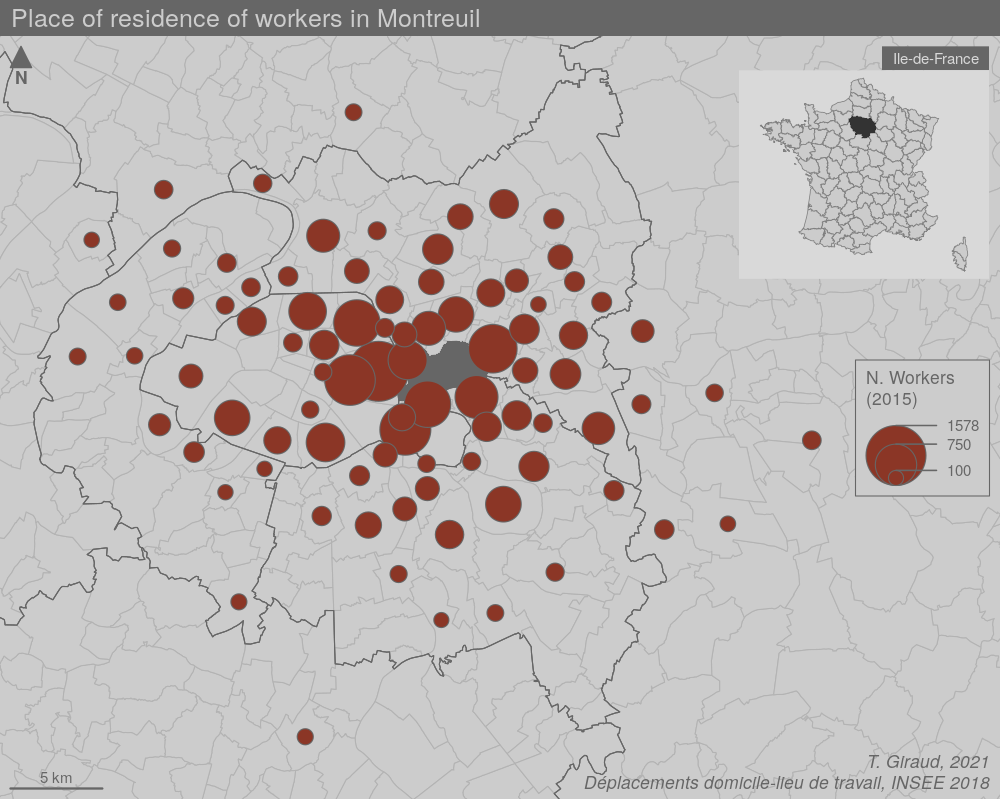 Place of residence of workers in Montreuil
N
Ile-de-France
N. Workers
(2015)
1578
750
100
5 km
T. Giraud, 2021
Déplacements domicile-lieu de travail, INSEE 2018